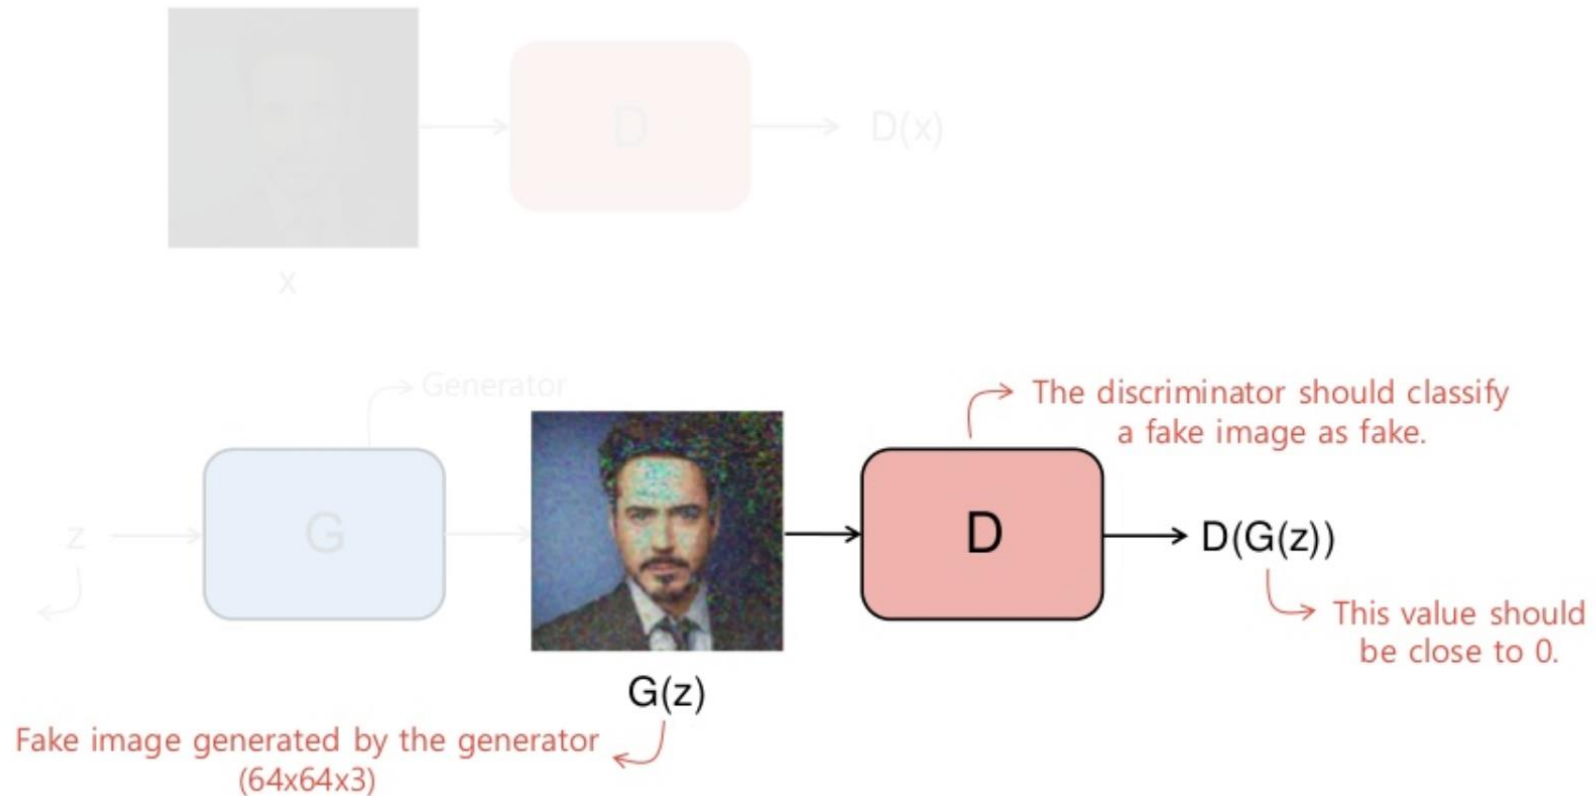 D
D(x)
x
Generator
The discriminator should classify
a fake image as fake.
z
G
D
D(G(z))
This value should
be close to 0.
G(z)
Fake image generated by the generator
(64x64x3)